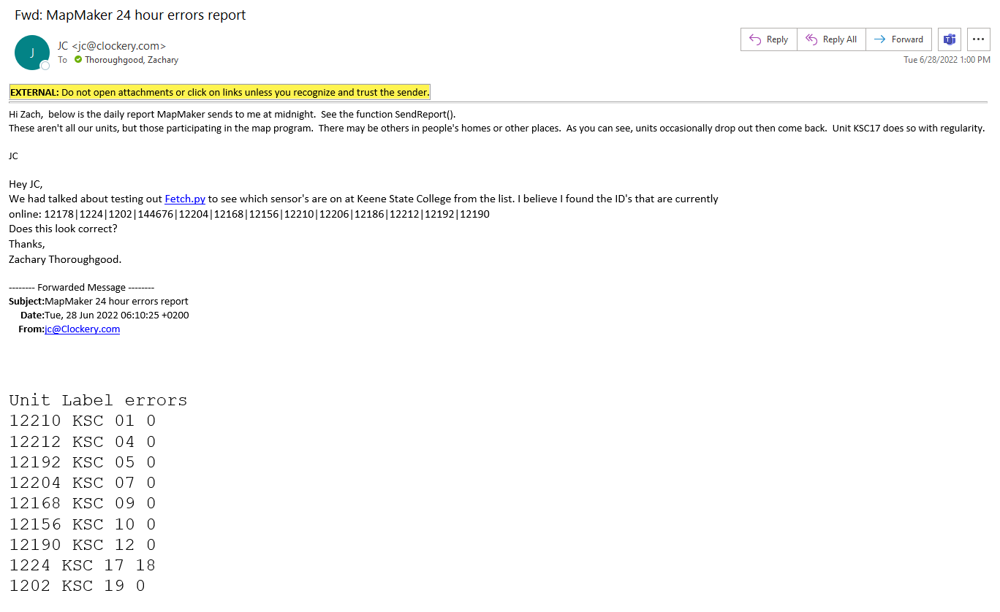 Fwd: MapMaker 24 hour errors report
J
JC <jc@clockery.com>
To Thoroughgood, Zachary
Reply
Reply All
Forward
Tue 6/28/2022 1:00 PM
EXTERNAL: Do not open attachments or click on links unless you recognize and trust the sender.
Hi Zach,  below is the daily report MapMaker sends to me at midnight.  See the function SendReport().
These aren't all our units, but those participating in the map program.  There may be others in people's homes or other places.  As you can see, units occasionally drop out then come back.  Unit KSC17 does so with regularity.
JC
Hey JC,
We had talked about testing out Fetch.py to see which sensor's are on at Keene State College from the list. I believe I found the ID's that are currently
online: 12178|1224|1202|144676|12204|12168|12156|12210|12206|12186|12212|12192|12190
Does this look correct?
Thanks,
Zachary Thoroughgood.
-------- Forwarded Message --------
Subject:MapMaker 24 hour errors report
Date:Tue, 28 Jun 2022 06:10:25 +0200
From:jc@Clockery.com
Unit Label errors
12210 KSC 01 0
12212 KSC 04 0
12192 KSC 05 0
12204 KSC 07 0
12168 KSC 09 0
12156 KSC 10 0
12190 KSC 12 0
1224 KSC 17 18
1202 KSC 19 0